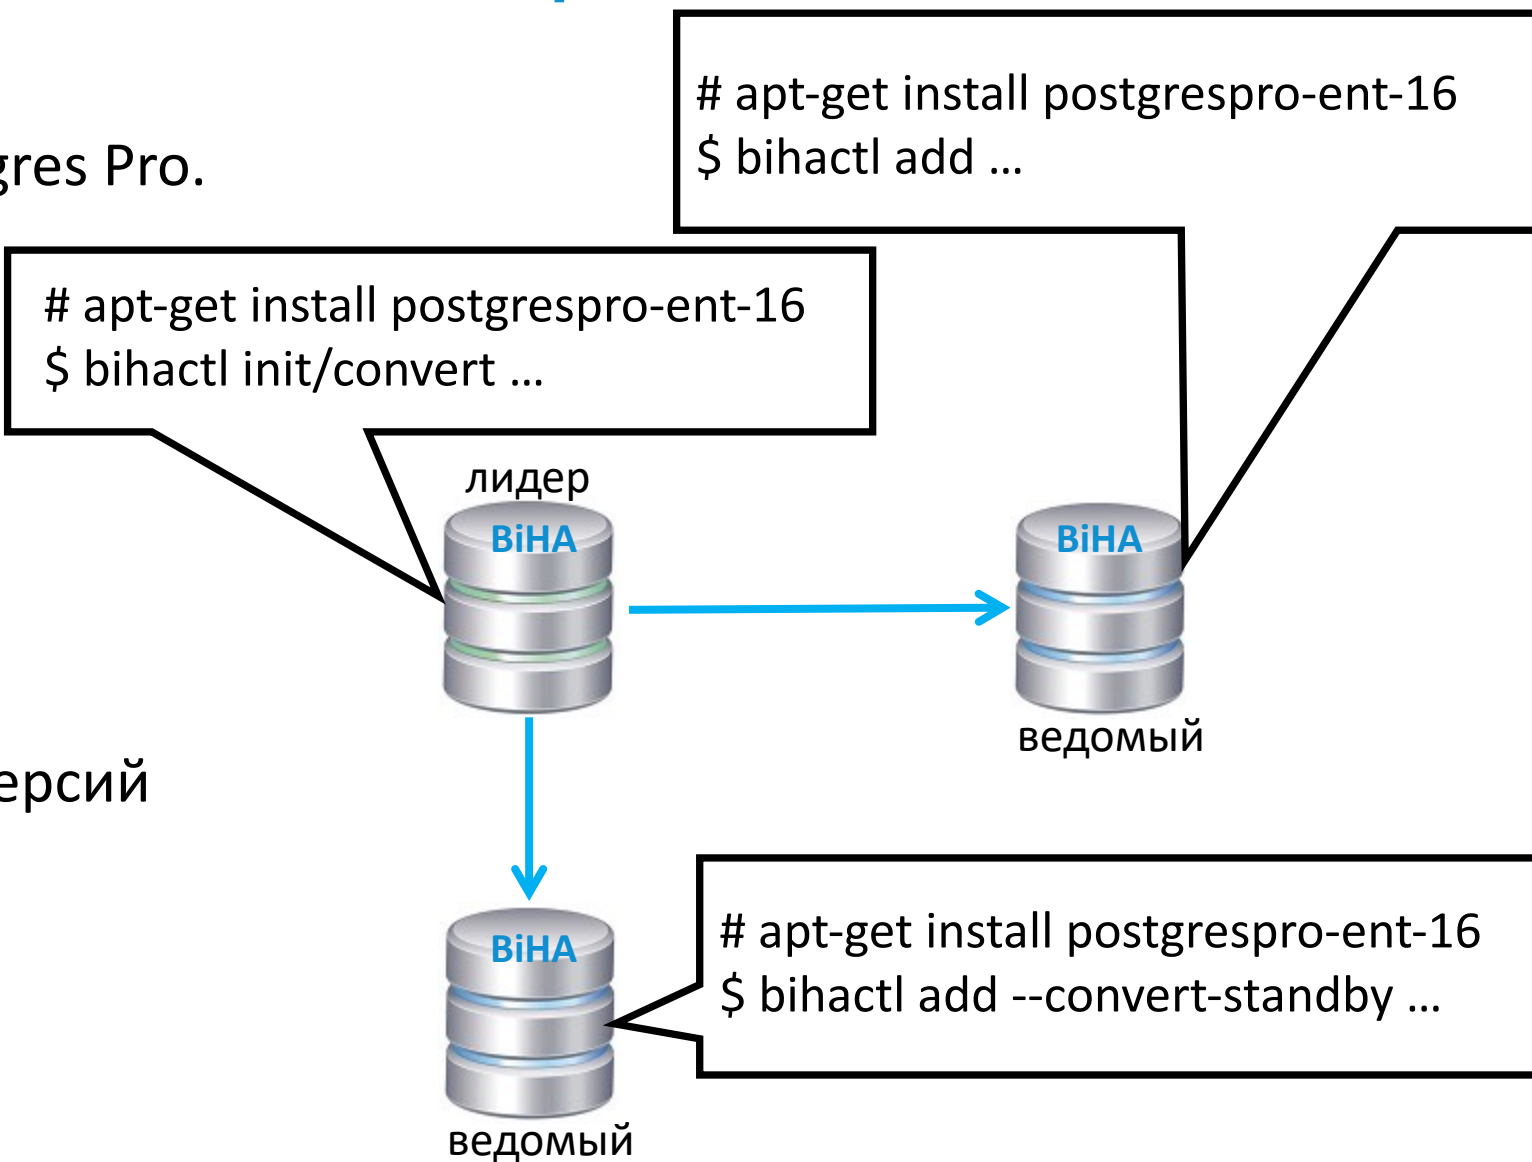 # apt-get install postgrespro-ent-16
$ bihactl add …
gres Pro.
# apt-get install postgrespro-ent-16
$ bihactl init/convert …
лидер
BiHA
BiHA
ведомый
ерсий
# apt-get install postgrespro-ent-16
$ bihactl add --convert-standby …
BiHA
ведомый